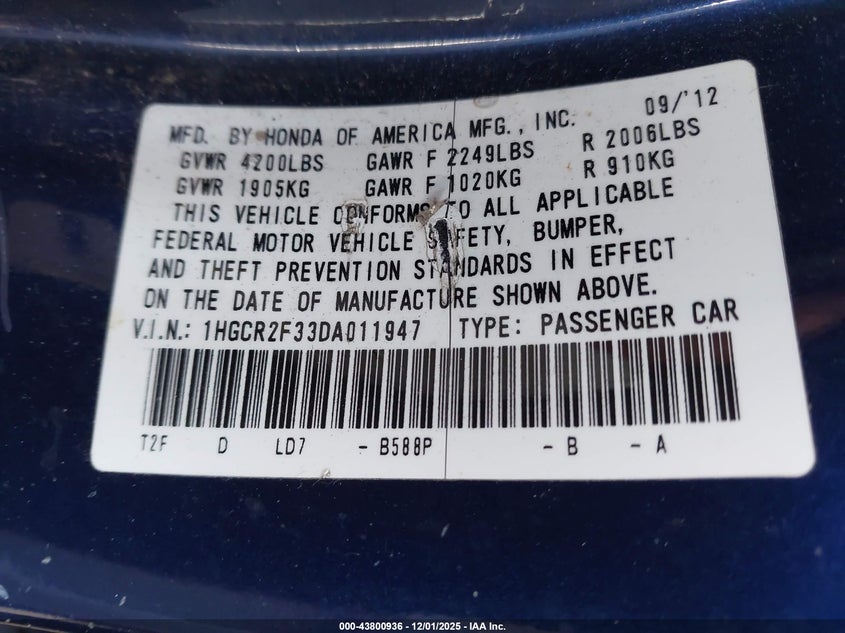 09/'12
MFD. BY HONDA OF AMERICA MFG., INC.
GVWR 4200LBS GAWR F 2249LBS R 2006LBS
GVWR 1905KG GAWR F 1020KG R 910KG
THIS VEHICLE CONFORMS TO ALL APPLICABLE
FEDERAL MOTOR VEHICLE SAFETY, BUMPER,
AND THEFT PREVENTION STANDARDS IN EFFECT
ON THE DATE OF MANUFACTURE SHOWN ABOVE.
V.I.N.: 1HGCR2F33DA011947 TYPE: PASSENGER CAR
T2F D LD7 - B588P - B - A
000-43800936 - 12/01/2025 - IAA Inc.